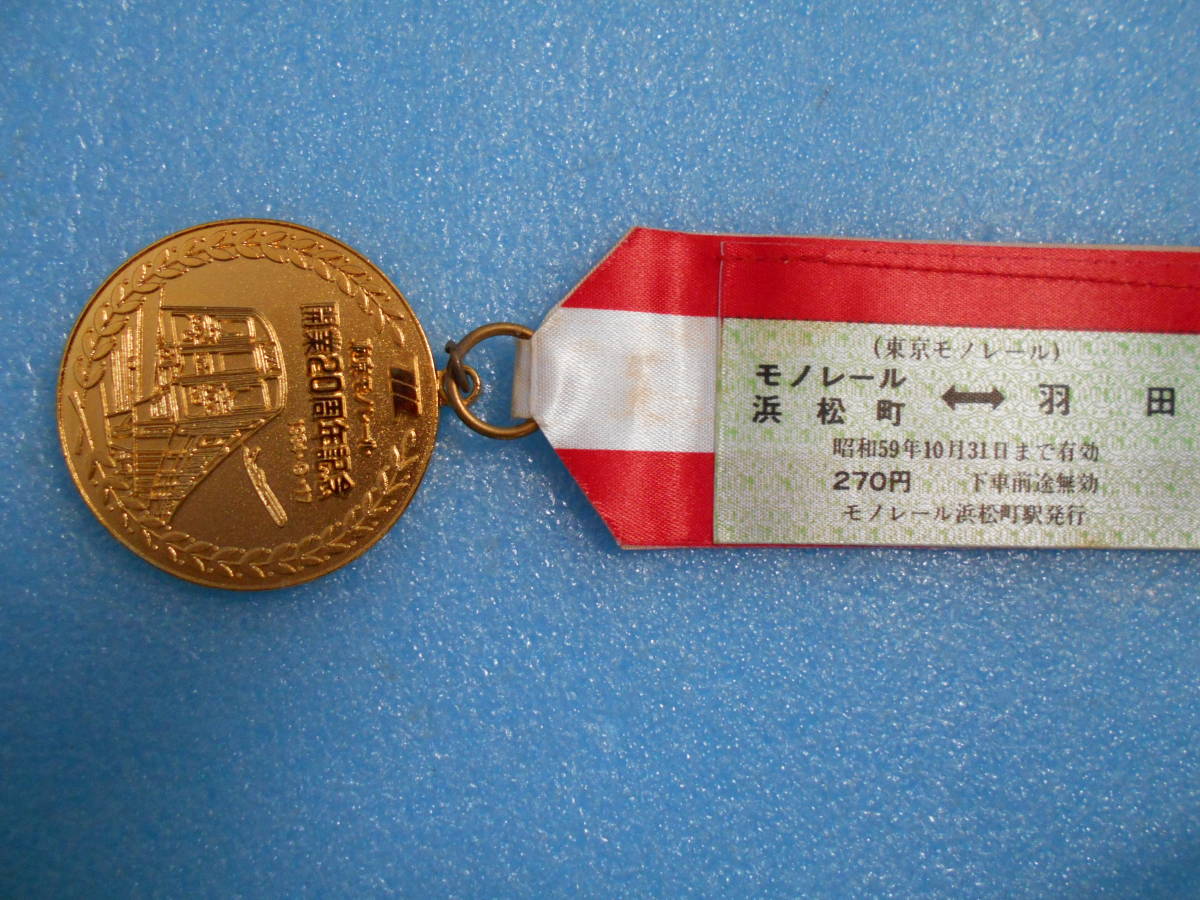 東京モノレール
開業20周年記念
1984・9・17
(東京モノレール)
モノレール浜松町 ⟷ 羽田
昭和59年10月31日まで有効
270円 下車前途無効
モノレール浜松町駅発行